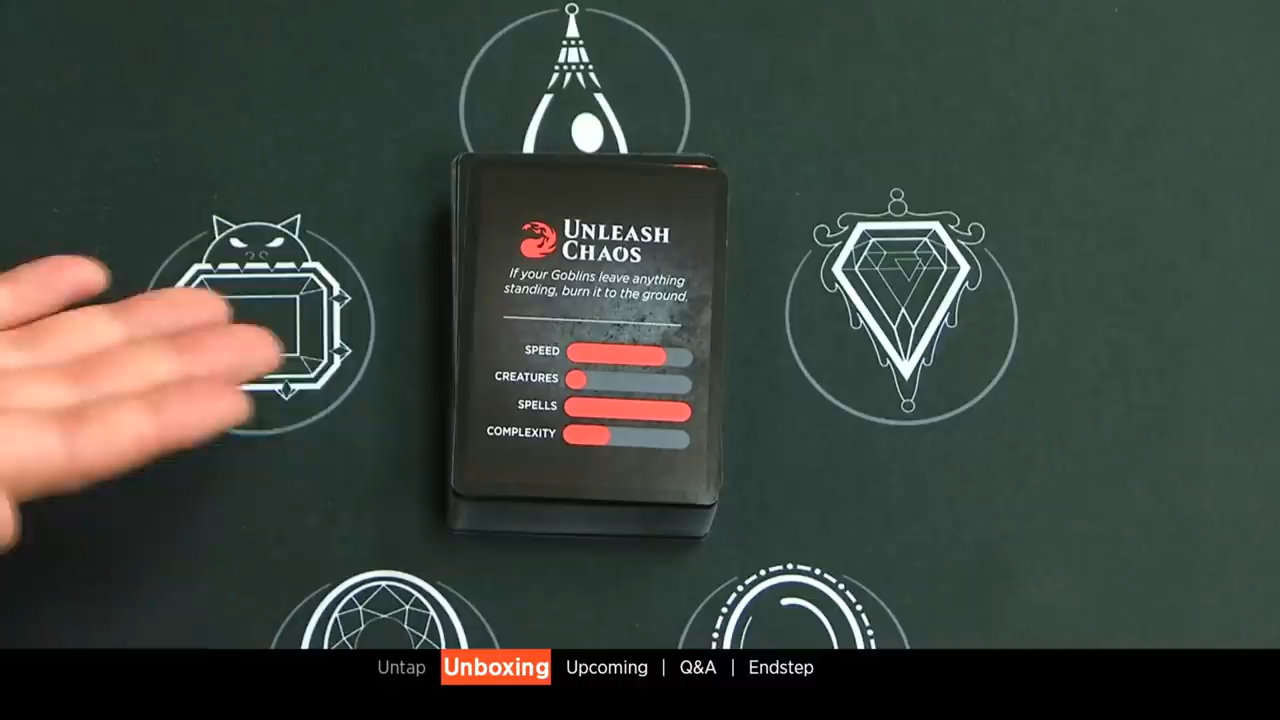 UNLEASH
CHAOS
If your Goblins leave anything
standing, burn it to the ground.
SPEED
CREATURES
SPELLS
COMPLEXITY
Untap Unboxing Upcoming | Q&A | Endstep